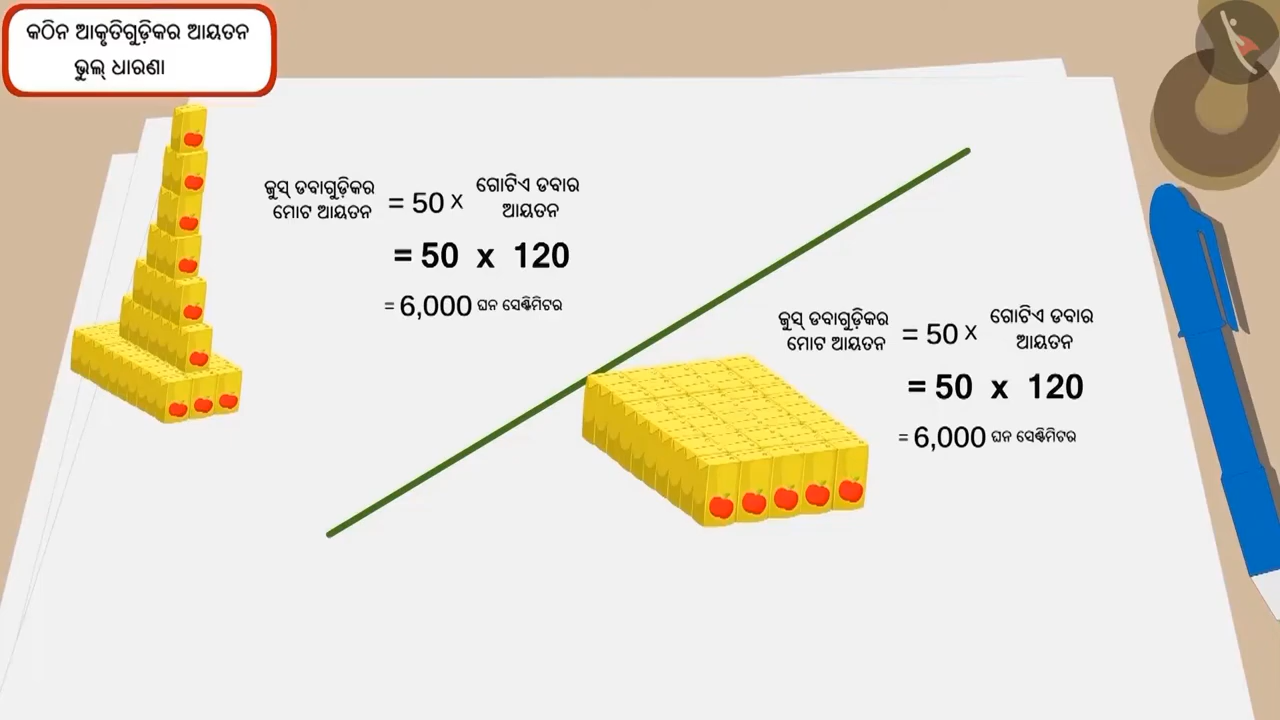 କଠିନ ଆକୃତିଗୁଡ଼ିକର ଆୟତନ
ଭୁଲ୍ ଧାରଣା
ଜୁସ୍ ଡବାଗୁଡ଼ିକର = 50 x ଗୋଟିଏ ଡବାର
ମୋଟ ଆୟତନ ଆୟତନ
= 50 x 120
= 6,000 ଘନ ସେଣ୍ଟିମିଟର
ଜୁସ୍ ଡବାଗୁଡ଼ିକର = 50 x ଗୋଟିଏ ଡବାର
ମୋଟ ଆୟତନ ଆୟତନ
= 50 x 120
= 6,000 ଘନ ସେଣ୍ଟିମିଟର